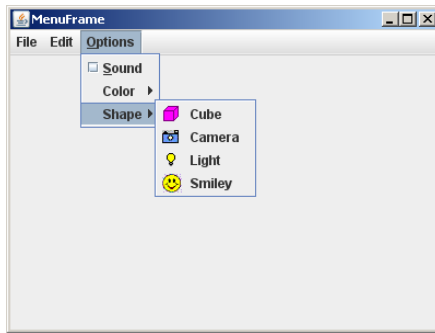 MenuFrame
File Edit Options
Sound
Color
Shape
Cube
Camera
Light
Smiley